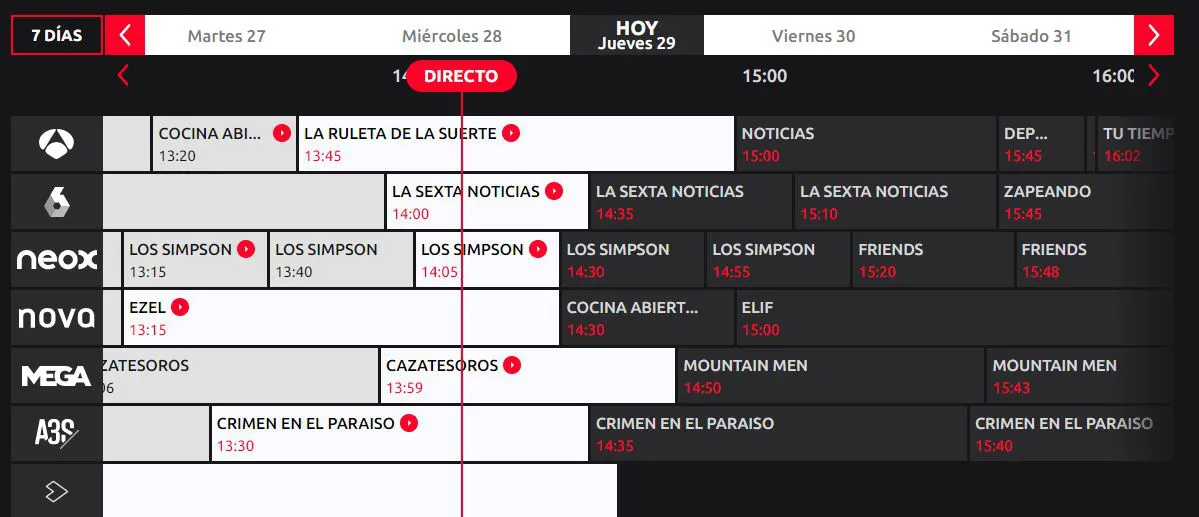 7 DÍAS
Martes 27
Miércoles 28
HOY
Jueves 29
Viernes 30
Sábado 31
DIRECTO
15:00
16:00
COCINA ABI...
13:20
LA RULETA DE LA SUERTE
13:45
NOTICIAS
15:00
DEP...
15:45
TU TIEMP
16:02
6
LA SEXTA NOTICIAS
14:00
LA SEXTA NOTICIAS
14:35
LA SEXTA NOTICIAS
15:10
ZAPEANDO
15:45
neox
LOS SIMPSON
13:15
LOS SIMPSON
13:40
LOS SIMPSON
14:05
LOS SIMPSON
14:30
LOS SIMPSON
14:55
FRIENDS
15:20
FRIENDS
15:48
nova
EZEL
13:15
COCINA ABIERT...
14:30
ELIF
15:00
MEGA
ZATESOROS
06
CAZATESOROS
13:59
MOUNTAIN MEN
14:50
MOUNTAIN MEN
15:43
A3S
CRIMEN EN EL PARAISO
13:30
CRIMEN EN EL PARAISO
14:35
CRIMEN EN EL PARAISO
15:40